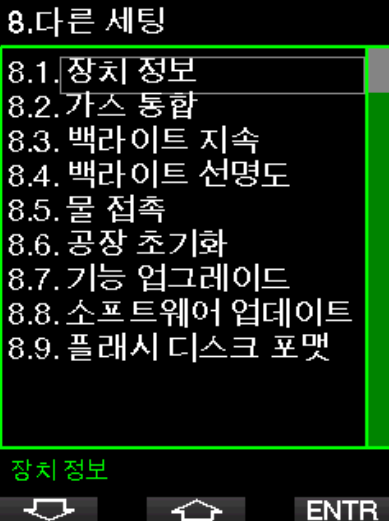 8.다른 세팅
8.1. 장치 정보
8.2. 가스 통합
8.3. 백라이트 지속
8.4. 백라이트 선명도
8.5. 물 접촉
8.6. 공장 초기화
8.7. 기능 업그레이드
8.8. 소프트웨어 업데이트
8.9. 플래시 디스크 포맷
장치 정보
ENTR